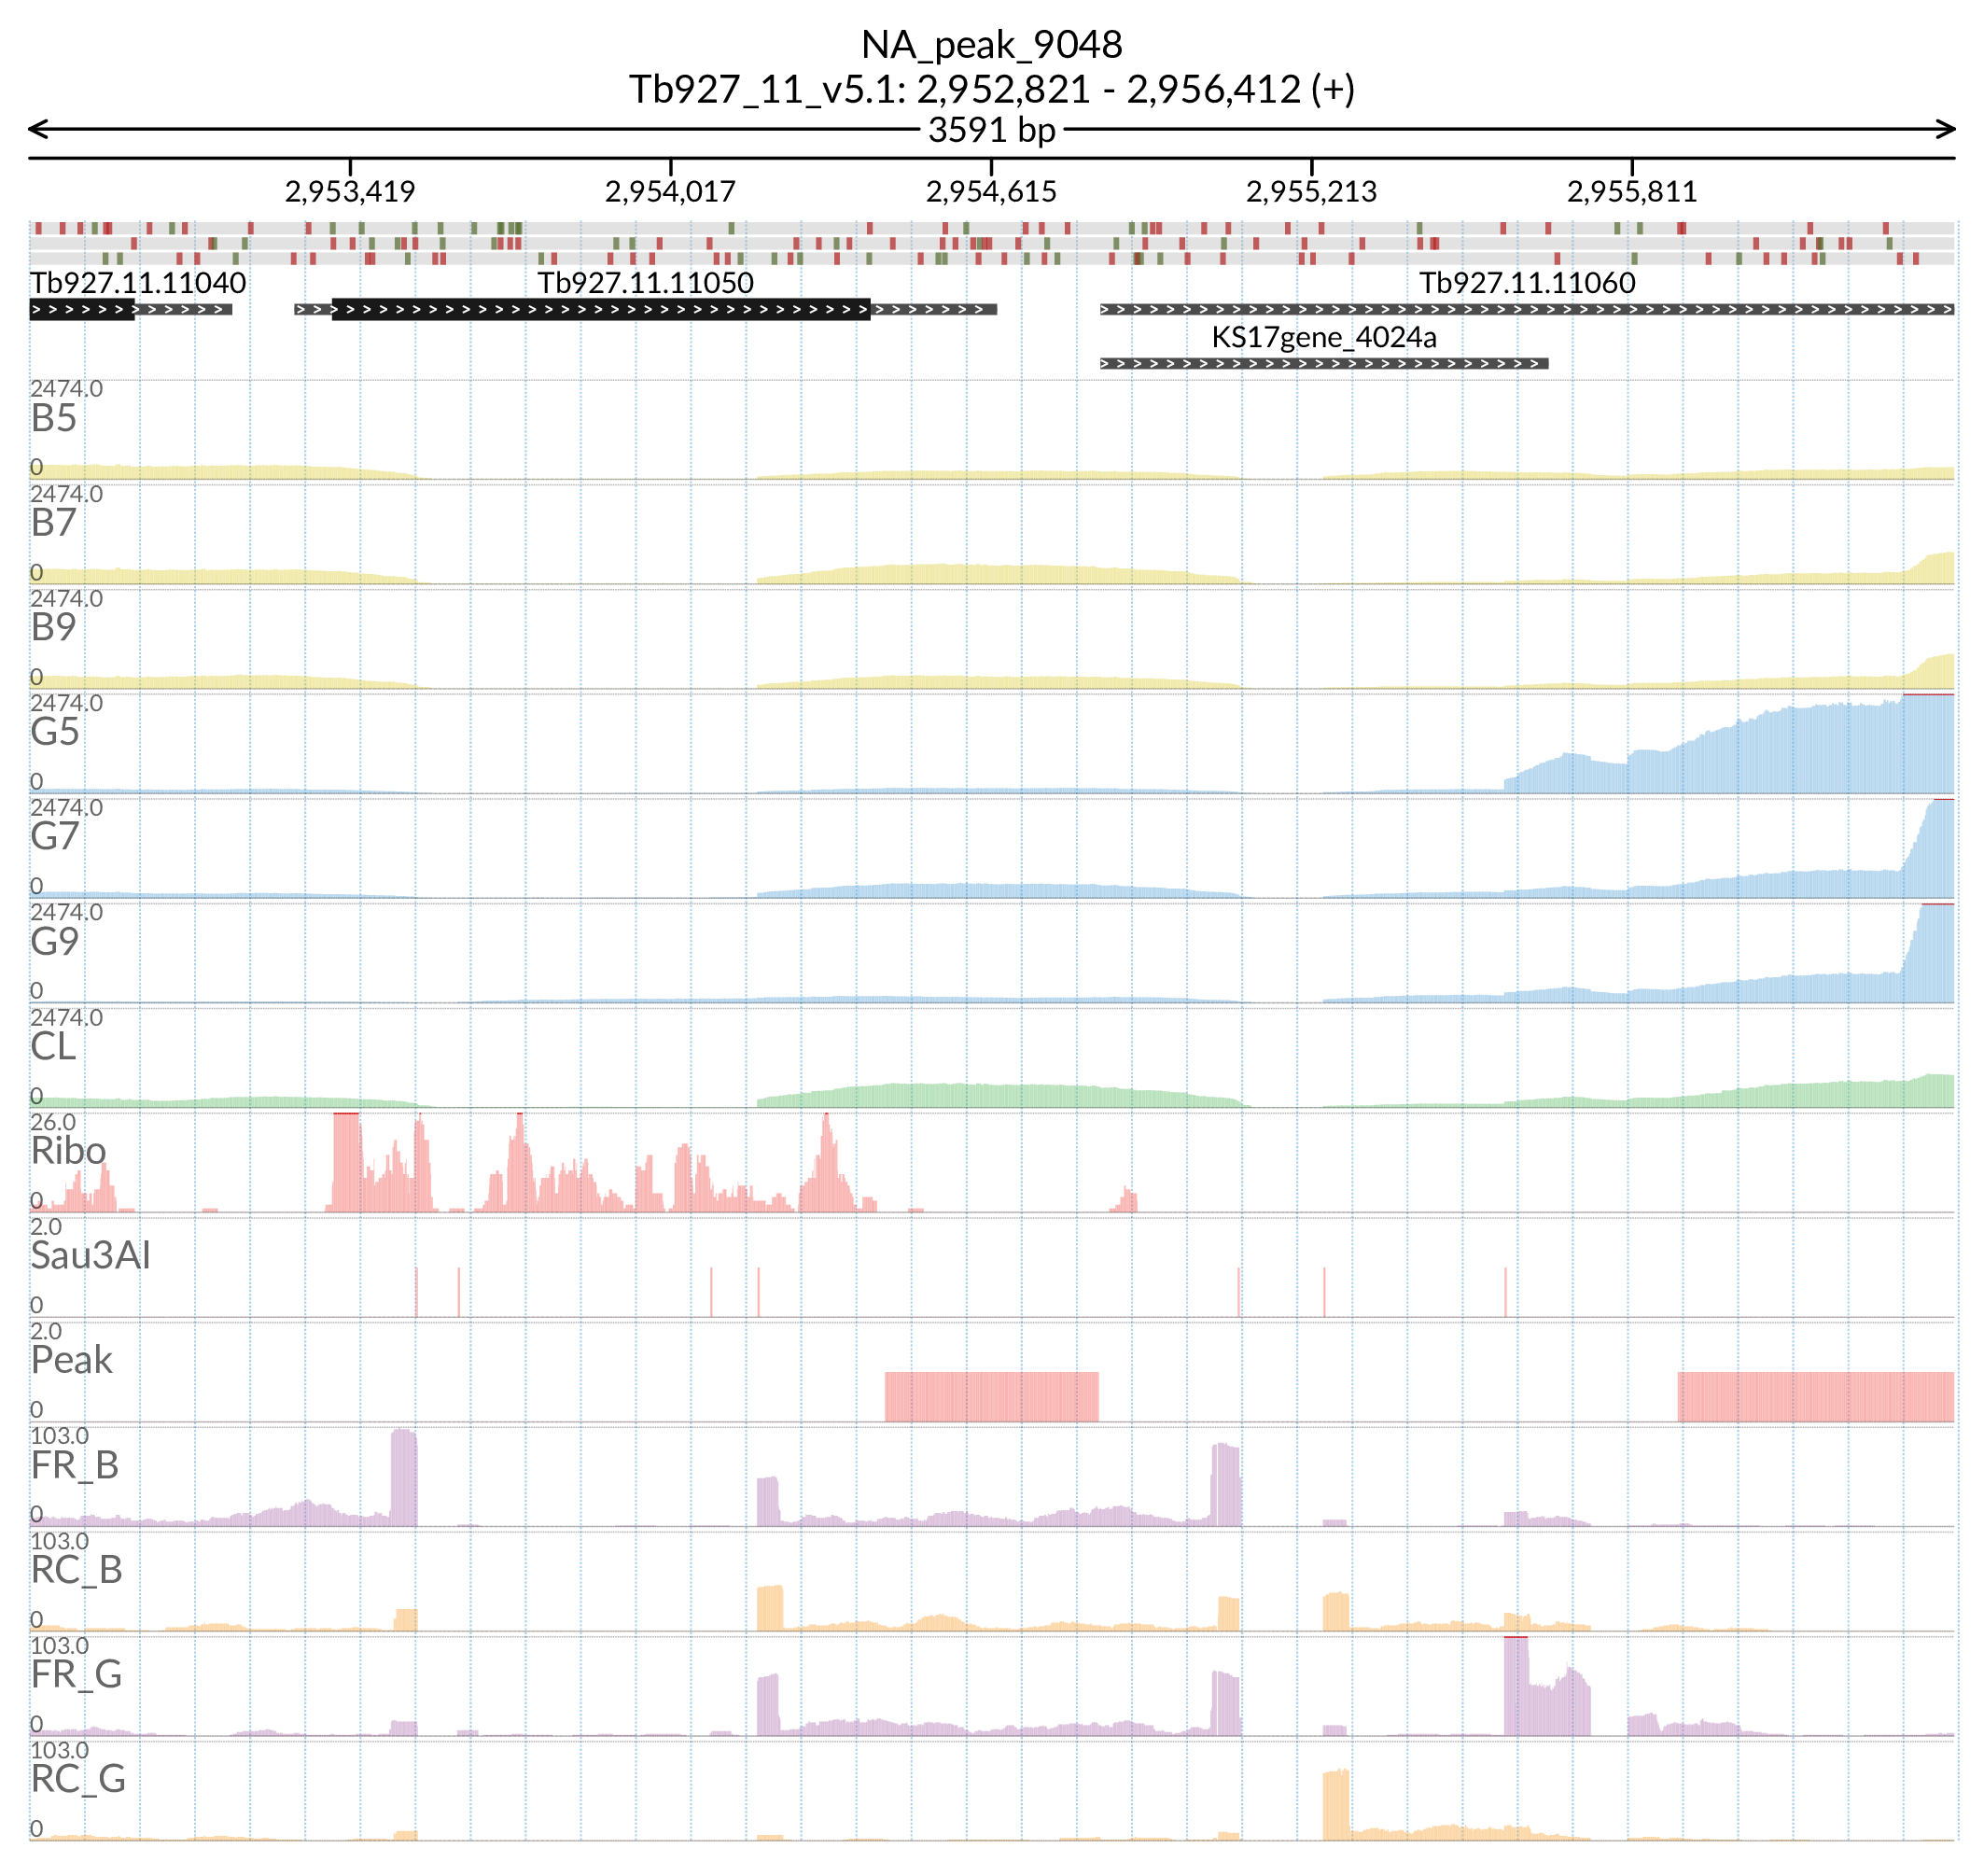 NA_peak_9048
Tb927_11_v5.1: 2,952,821 - 2,956,412 (+)
3591 bp
2,953,419 2,954,017 2,954,615 2,955,213 2,955,811
Tb927.11.11040 Tb927.11.11050 Tb927.11.11060
KS17gene_4024a
2474.0
B5
0
2474.0
B7
0
2474.0
B9
0
2474.0
G5
0
2474.0
G7
0
2474.0
G9
0
2474.0
CL
0
26.0
Ribo
0
2.0
Sau3AI
0
2.0
Peak
0
103.0
FR_B
0
103.0
RC_B
0
103.0
FR_G
0
103.0
RC_G
0